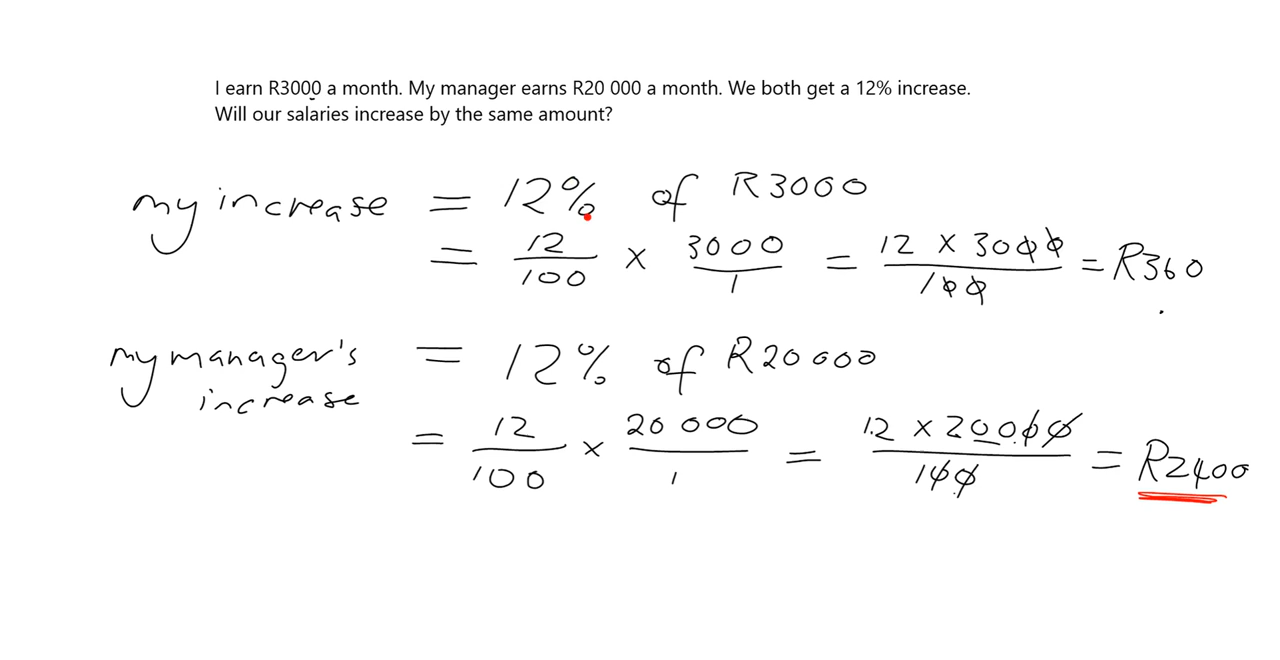 I earn R3000 a month. My manager earns R20 000 a month. We both get a 12% increase.
Will our salaries increase by the same amount?
my increase = 12% of R3000
= 12/100 × 3000/1 = 12 × 3000/100 = R360
my manager's increase = 12% of R20 000
= 12/100 × 20 000/1 = 12 × 20000/100 = R2400